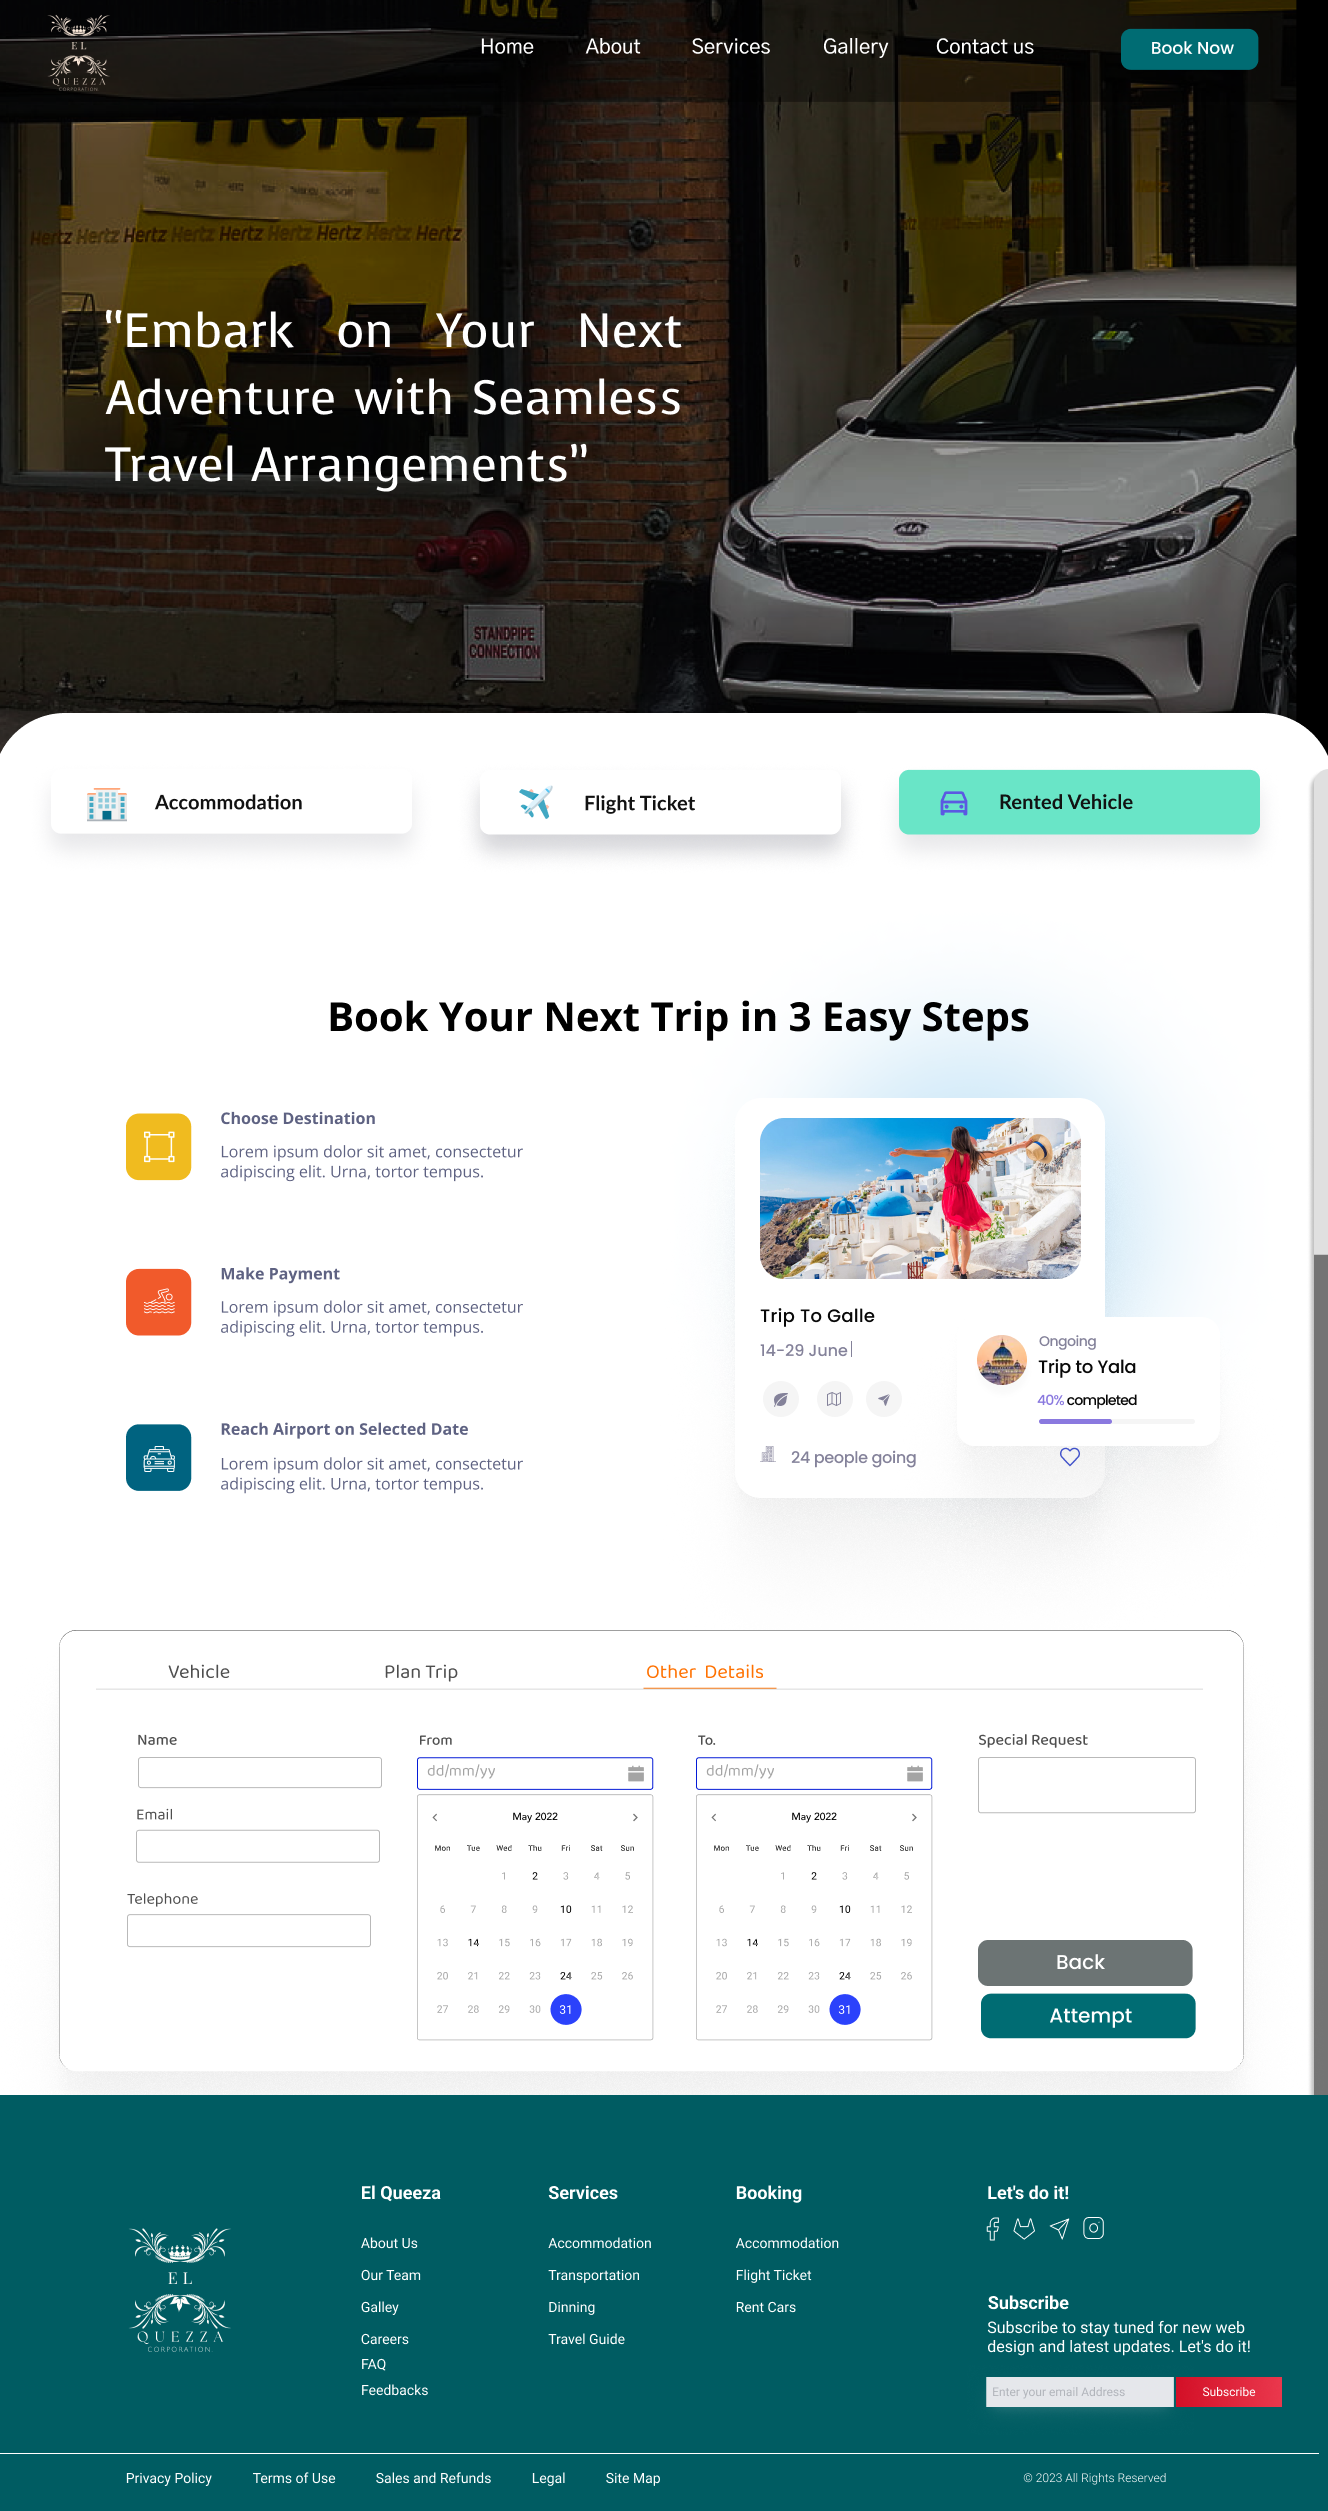 EL
QUEZZA
CORPORATION
Home About Services Gallery Contact us Book Now
Hertz
Hertz Hertz Hertz Hertz Hertz Hertz Hertz Hertz Hertz
“Embark on Your Next
Adventure with Seamless
Travel Arrangements”
STANDPIPE
CONNECTION
Accommodation
Flight Ticket
Rented Vehicle
Book Your Next Trip in 3 Easy Steps
Choose Destination
Lorem ipsum dolor sit amet, consectetur
adipiscing elit. Urna, tortor tempus.
Make Payment
Lorem ipsum dolor sit amet, consectetur
adipiscing elit. Urna, tortor tempus.
Reach Airport on Selected Date
Lorem ipsum dolor sit amet, consectetur
adipiscing elit. Urna, tortor tempus.
Trip To Galle
14-29 June |
24 people going
Ongoing
Trip to Yala
40% completed
Vehicle Plan Trip Other Details
Name
Email
Telephone
From
dd/mm/yy
May 2022
Mon Tue Wed Thu Fri Sat Sun
1 2 3 4 5
6 7 8 9 10 11 12
13 14 15 16 17 18 19
20 21 22 23 24 25 26
27 28 29 30 31
To.
dd/mm/yy
May 2022
Mon Tue Wed Thu Fri Sat Sun
1 2 3 4 5
6 7 8 9 10 11 12
13 14 15 16 17 18 19
20 21 22 23 24 25 26
27 28 29 30 31
Special Request
Back
Attempt
EL
QUEZZA
CORPORATION
El Queeza
About Us
Our Team
Galley
Careers
FAQ
Feedbacks
Services
Accommodation
Transportation
Dinning
Travel Guide
Booking
Accommodation
Flight Ticket
Rent Cars
Let's do it!
Subscribe
Subscribe to stay tuned for new web
design and latest updates. Let's do it!
Enter your email Address
Subscribe
Privacy Policy Terms of Use Sales and Refunds Legal Site Map
© 2023 All Rights Reserved